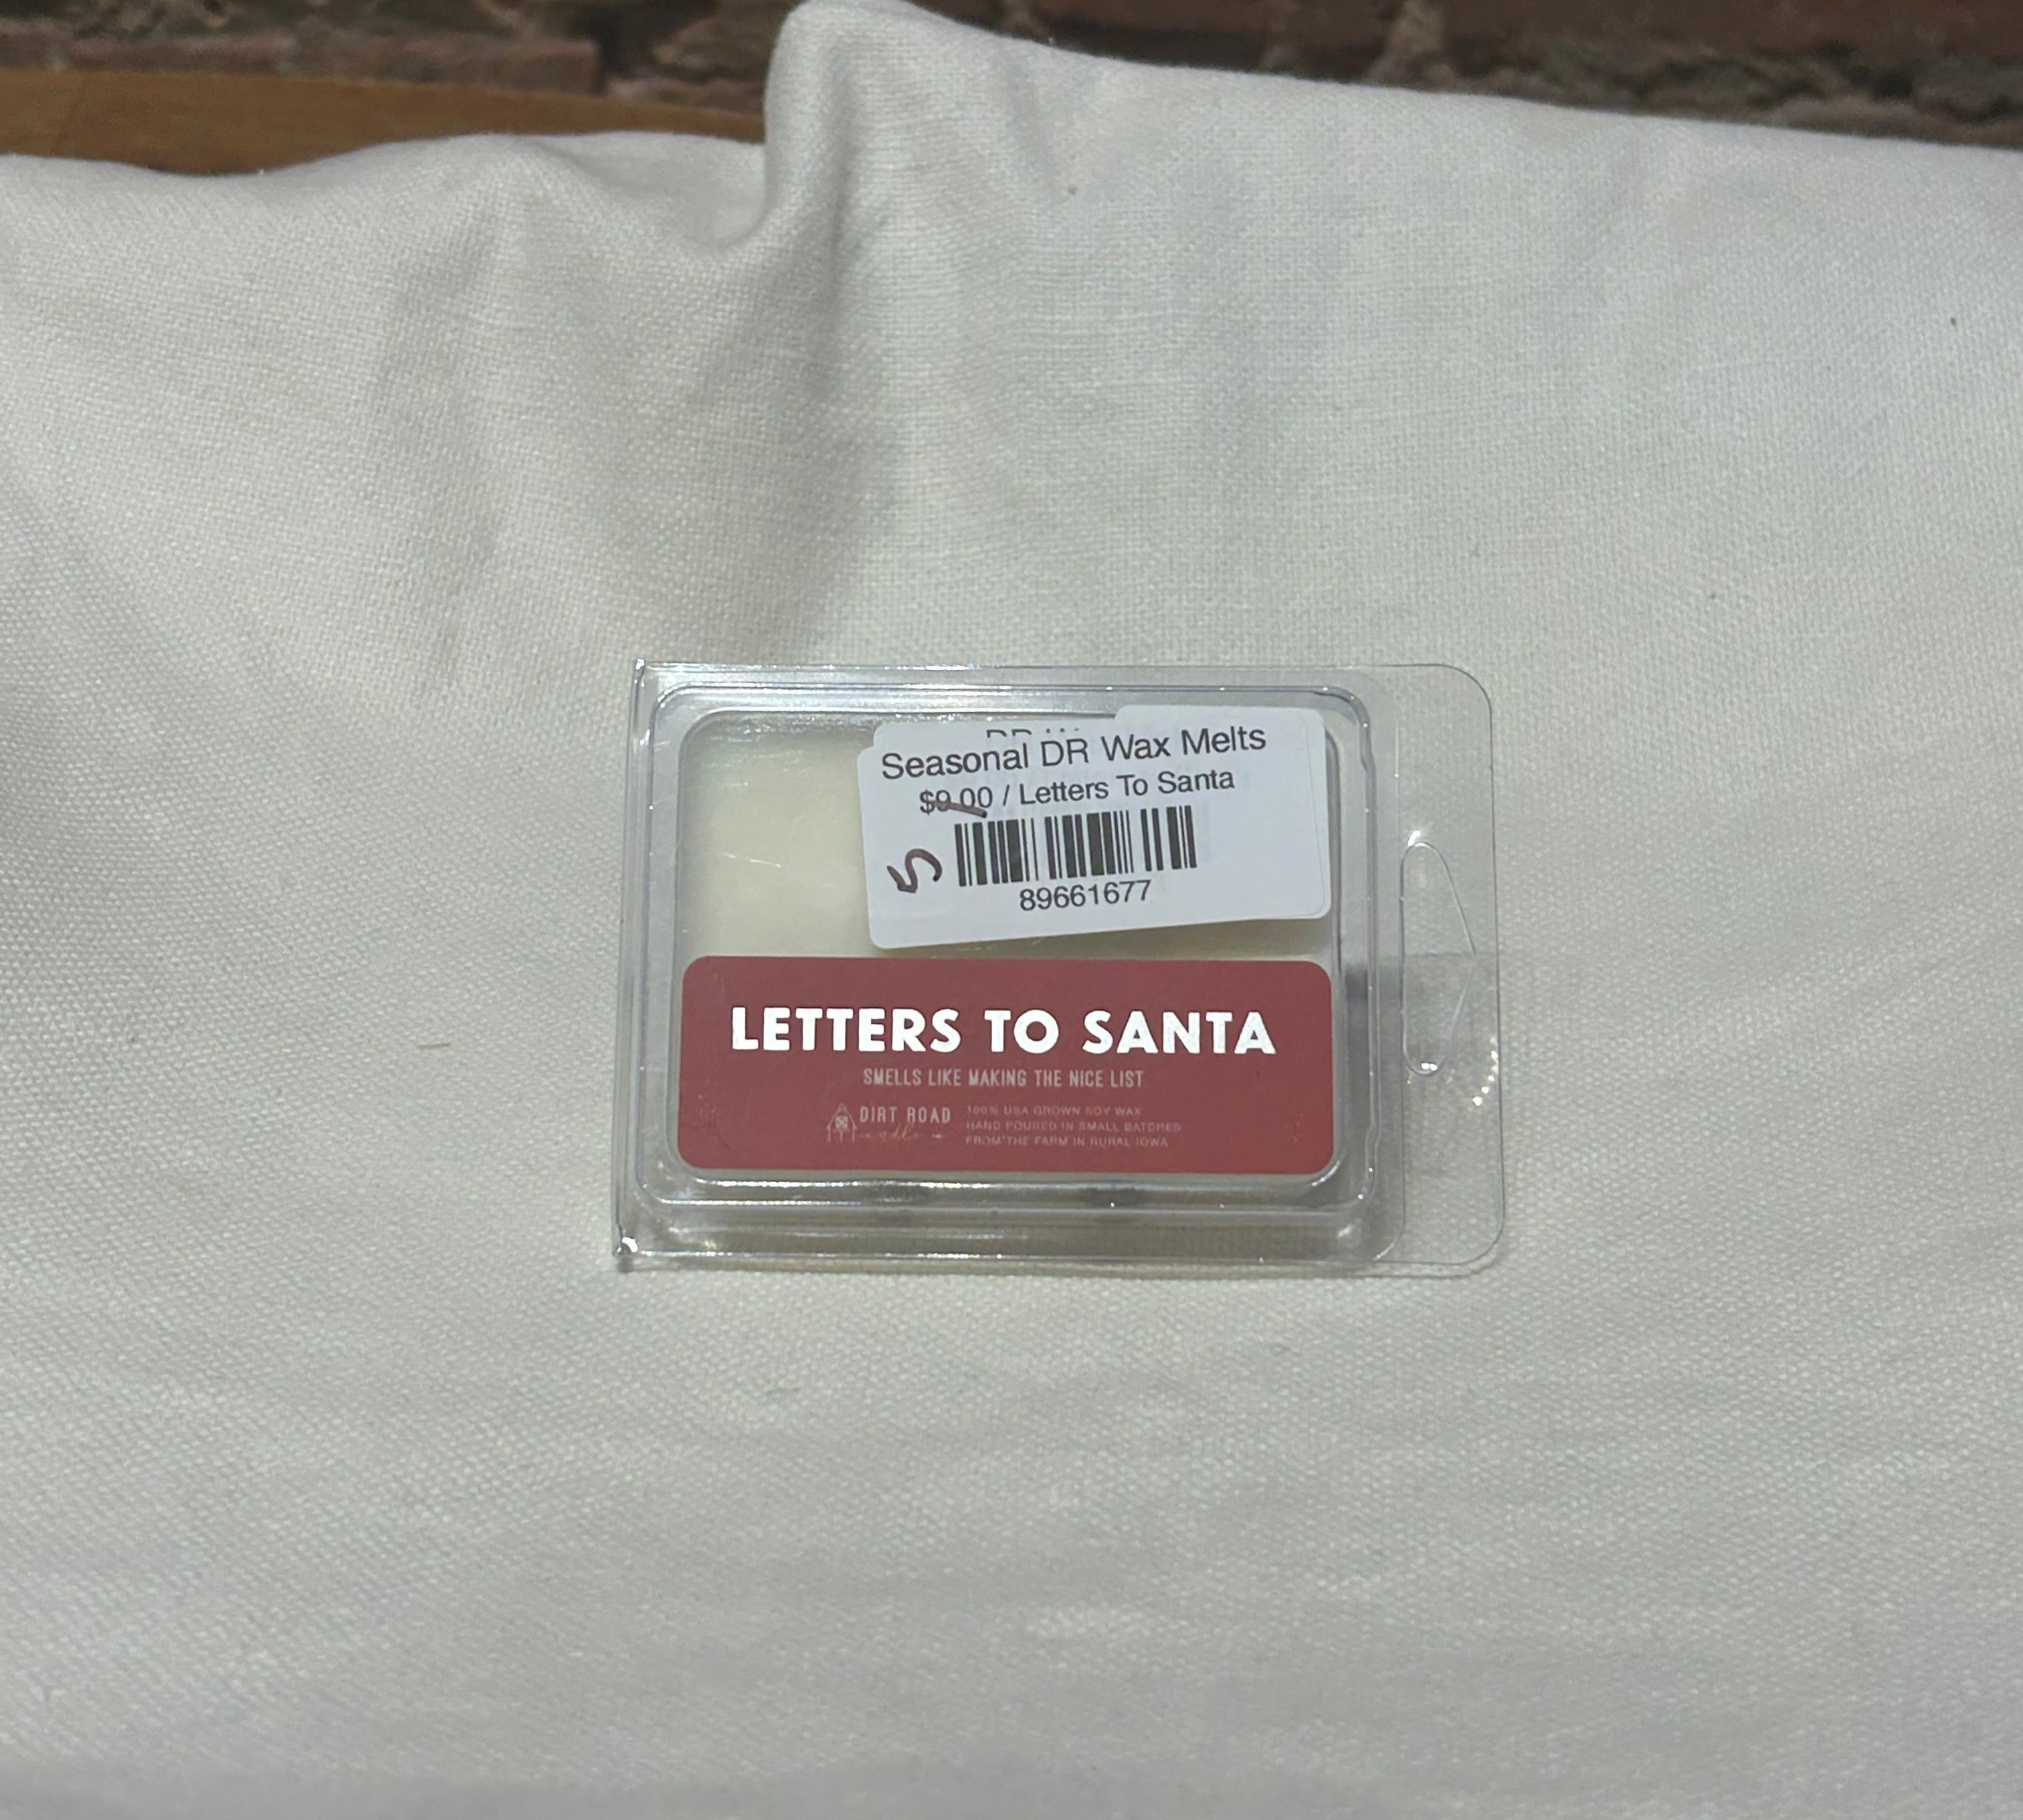 Seasonal DR Wax Melts
$9.00 / Letters To Santa
5
89661677
LETTERS TO SANTA
SMELLS LIKE MAKING THE NICE LIST
DIRT ROAD
candle co
100% USA GROWN SOY WAX
HAND POURED IN SMALL BATCHES
FROM THE FARM IN RURAL IOWA